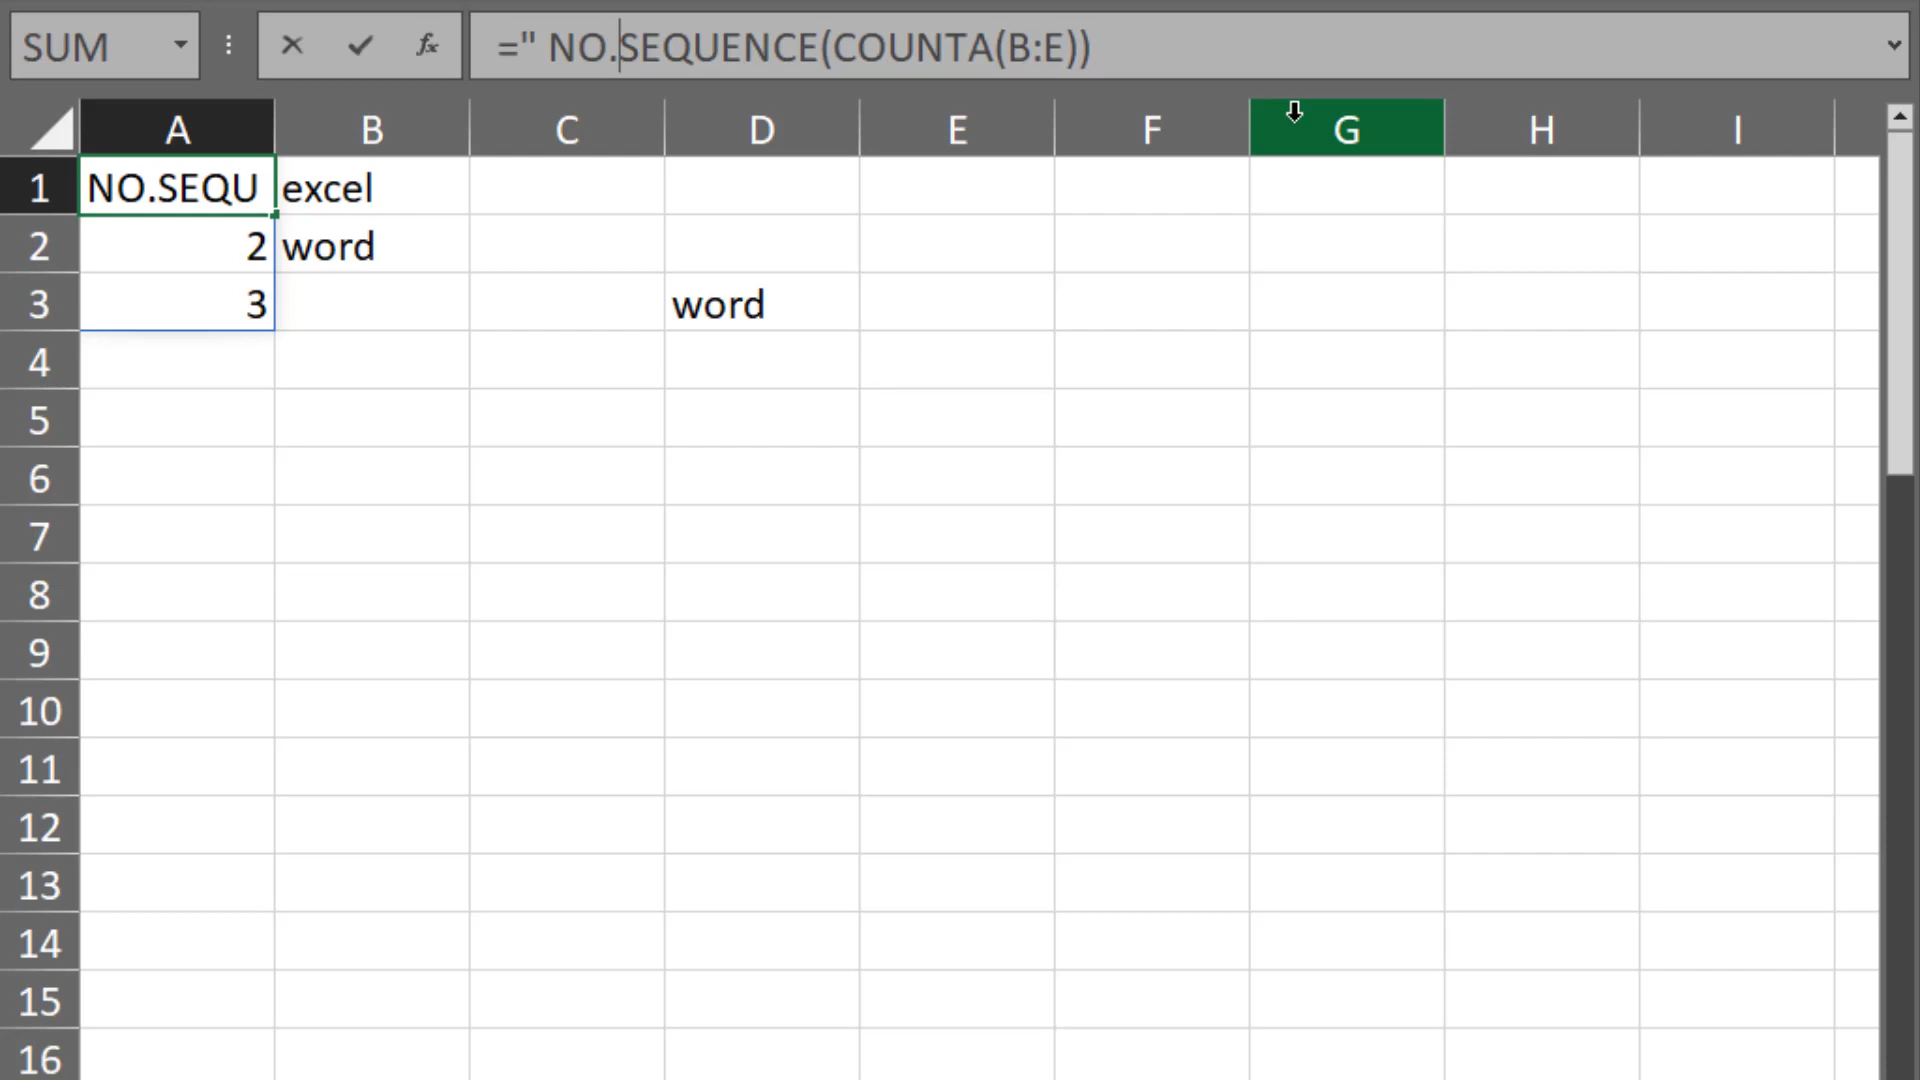 SUM fx =" NO.SEQUENCE(COUNTA(B:E))
A B C D E F G H I
1 NO.SEQU excel
2 2 word
3 3 word
4
5
6
7
8
9
10
11
12
13
14
15
16